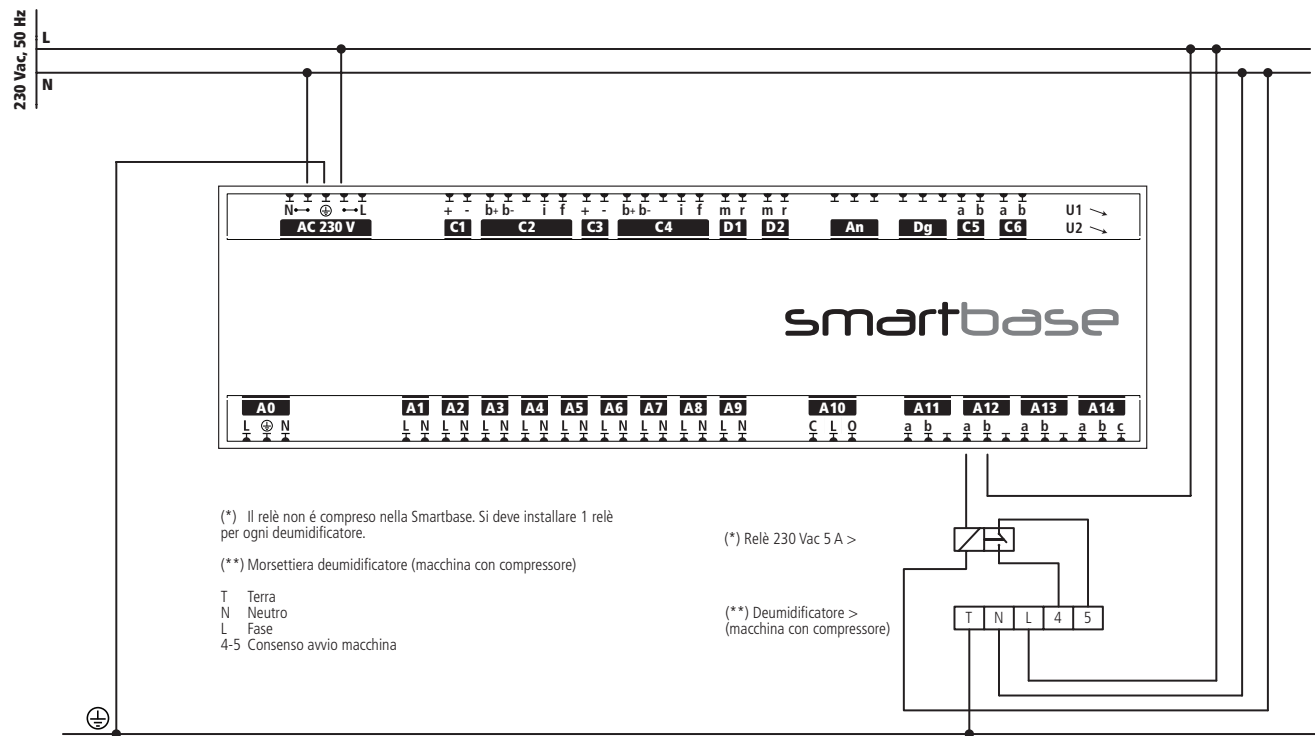 230 Vac, 50 Hz
L
N
N L
AC 230 V
+ - b+ b- i f + - b+ b- i f m r m r a b a b
C1 C2 C3 C4 D1 D2 An Dg C5 C6
U1
U2
smartbase
A0 A1 A2 A3 A4 A5 A6 A7 A8 A9 A10 A11 A12 A13 A14
L N L N L N L N L N L N L N L N L N L N C L O a b a b a b a b c
(*) Il relè non é compreso nella Smartbase. Si deve installare 1 relè
per ogni deumidificatore.
(**) Morsettiera deumidificatore (macchina con compressore)
T Terra
N Neutro
L Fase
4-5 Consenso avvio macchina
(*) Relè 230 Vac 5 A >
(**) Deumidificatore >
(macchina con compressore)
T N L 4 5